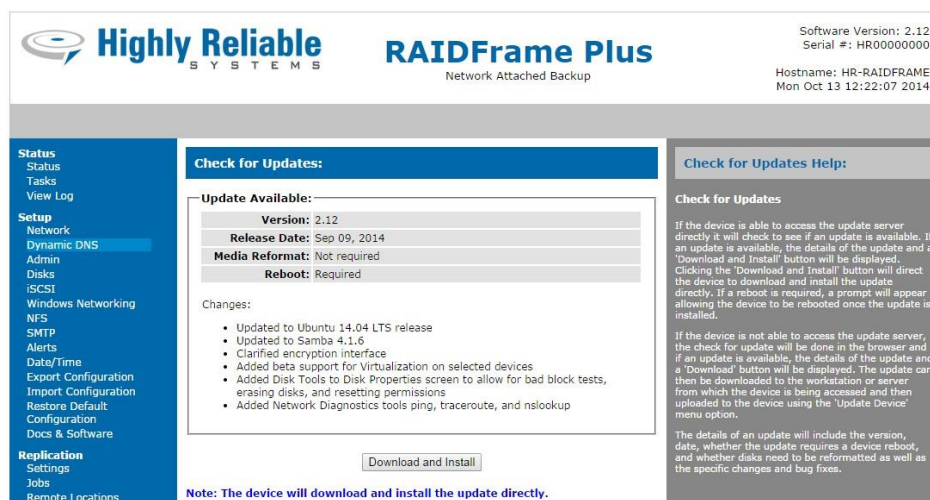 Highly Reliable
SYSTEMS
RAIDFrame Plus
Network Attached Backup
Software Version: 2.12
Serial #: HR00000000
Hostname: HR-RAIDFRAME
Mon Oct 13 12:22:07 2014
Status
Status
Tasks
View Log
Setup
Network
Dynamic DNS
Admin
Disks
iSCSI
Windows Networking
NFS
SMTP
Alerts
Date/Time
Export Configuration
Import Configuration
Restore Default
Configuration
Docs & Software
Replication
Settings
Jobs
Remote Locations
Check for Updates:
Update Available:
Version: 2.12
Release Date: Sep 09, 2014
Media Reformat: Not required
Reboot: Required
Changes:
• Updated to Ubuntu 14.04 LTS release
• Updated to Samba 4.1.6
• Clarified encryption interface
• Added beta support for Virtualization on selected devices
• Added Disk Tools to Disk Properties screen to allow for bad block tests,
erasing disks, and resetting permissions
• Added Network Diagnostics tools ping, traceroute, and nslookup
Download and Install
Note: The device will download and install the update directly.
Check for Updates Help:
Check for Updates
If the device is able to access the update server
directly it will check to see if an update is available.
an update is available, the details of the update and
'Download and Install' button will be displayed.
Clicking the 'Download and Install' button will direct
the device to download and install the update
directly. If a reboot is required, a prompt will appear
allowing the device to be rebooted once the update is
installed.
If the device is not able to access the update server,
the check for update will be done in the browser and
if an update is available, the details of the update and
a 'Download' button will be displayed. The update can
then be downloaded to the workstation or server
from which the device is being accessed and then
uploaded to the device using the 'Update Device'
menu option.
The details of an update will include the version,
date, whether the update requires a device reboot,
and whether disks need to be reformatted as well as
the specific changes and bug fixes.